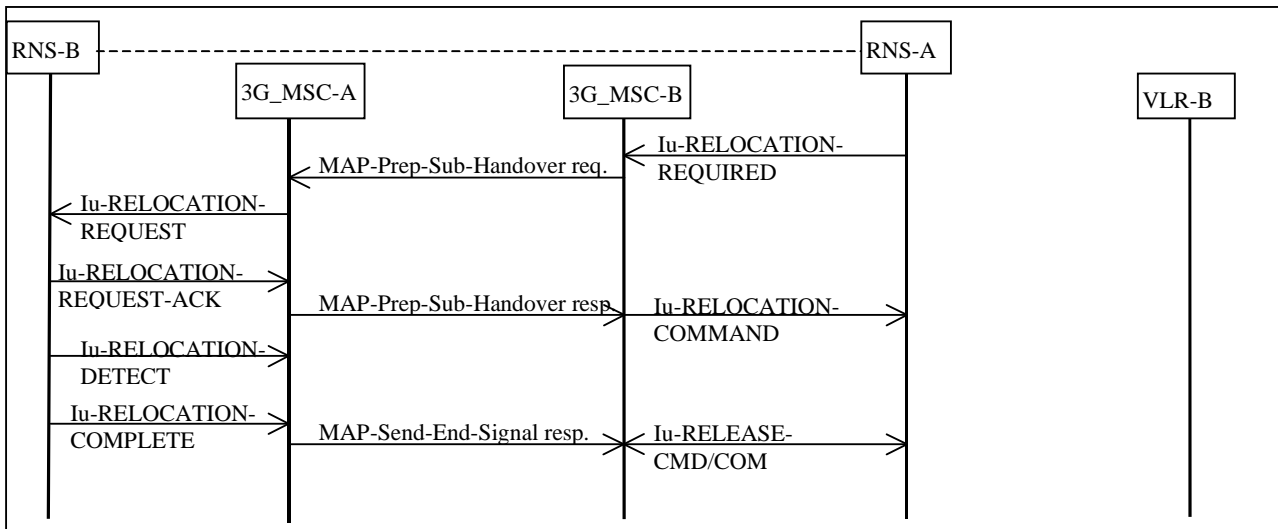 RNS-B
RNS-A
3G_MSC-A
3G_MSC-B
VLR-B
Iu-RELOCATION-
REQUIRED
MAP-Prep-Sub-Handover req.
Iu-RELOCATION-
REQUEST
Iu-RELOCATION-
REQUEST-ACK
MAP-Prep-Sub-Handover resp.
Iu-RELOCATION-
COMMAND
Iu-RELOCATION-
DETECT
Iu-RELOCATION-
COMPLETE
MAP-Send-End-Signal resp.
Iu-RELEASE-
CMD/COM